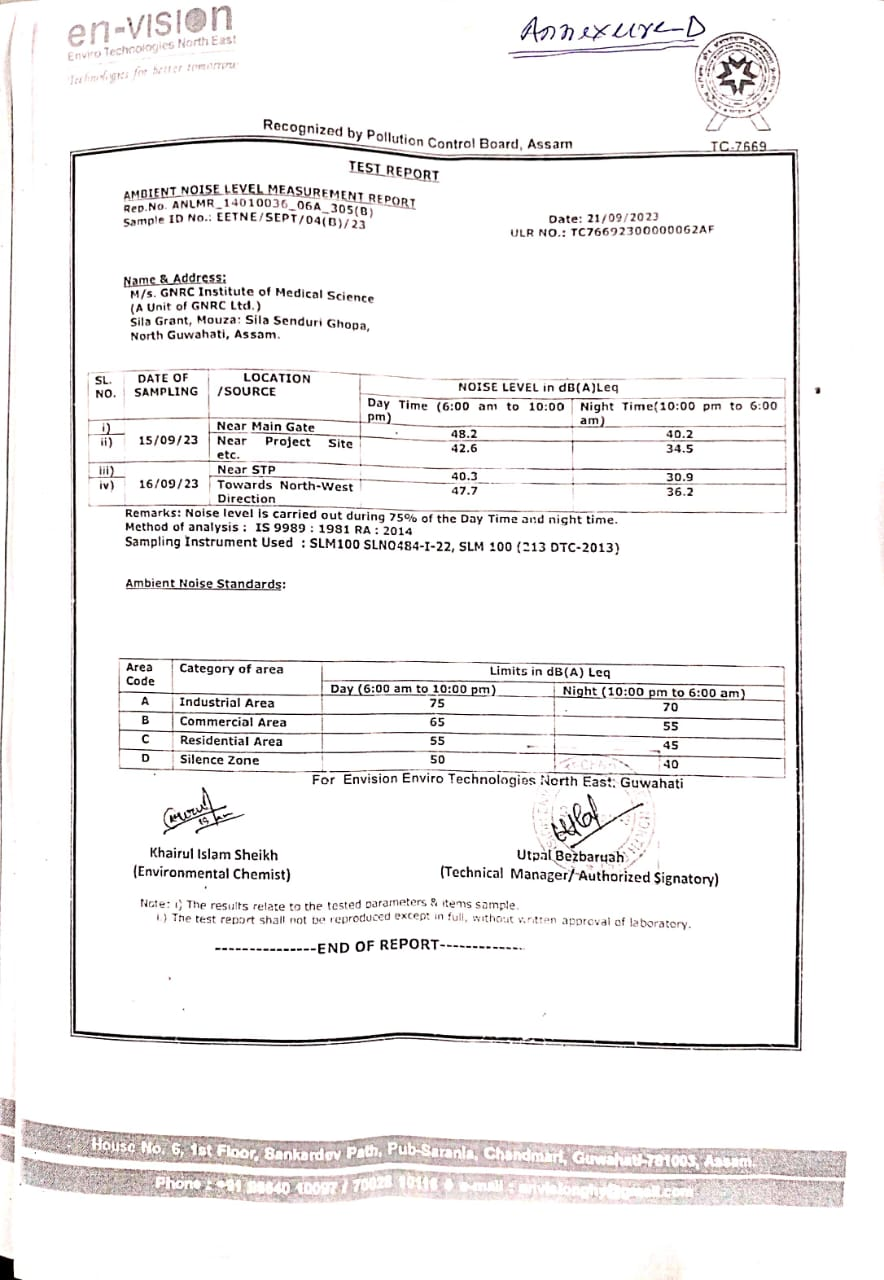 en-VISION
Enviro Technologies North East
Technologies for better tomorrow
Annexure-D
TC-7669
Recognized by Pollution Control Board, Assam
TEST REPORT
AMBIENT NOISE LEVEL MEASUREMENT REPORT
Rep.No. ANLMR_14010036_06A_305(B)
Sample ID No.: EETNE/SEPT/04(B)/23
Date: 21/09/2023
ULR NO.: TC76692300000062AF
Name & Address:
M/s. GNRC Institute of Medical Science
(A Unit of GNRC Ltd.)
Sila Grant, Mouza: Sila Senduri Ghopa,
North Guwahati, Assam.
SL. NO. DATE OF SAMPLING LOCATION /SOURCE NOISE LEVEL in dB(A)Leq
Day Time (6:00 am to 10:00 pm) Night Time(10:00 pm to 6:00 am)
i) 15/09/23 Near Main Gate 48.2 40.2
ii) Near Project Site etc. 42.6 34.5
iii) 16/09/23 Near STP 40.3 30.9
iv) Towards North-West Direction 47.7 36.2
Remarks: Noise level is carried out during 75% of the Day Time and night time.
Method of analysis : IS 9989 : 1981 RA : 2014
Sampling Instrument Used : SLM100 SLNO484-I-22, SLM 100 (213 DTC-2013)
Ambient Noise Standards:
Area Code Category of area Limits in dB(A) Leq
Day (6:00 am to 10:00 pm) Night (10:00 pm to 6:00 am)
A Industrial Area 75 70
B Commercial Area 65 55
C Residential Area 55 45
D Silence Zone 50 40
For Envision Enviro Technologies North East, Guwahati
Khairul Islam Sheikh
(Environmental Chemist)
Utpal Bezbaruah
(Technical Manager/ Authorized Signatory)
Note: i) The results relate to the tested parameters & items sample.
The test report shall not be reproduced except in full, without written approval of laboratory.
---------------END OF REPORT-------------
House No. 6, 1st Floor, Sankardev Path, Pub-Sarania, Chandmari, Guwahati-781003, Assam
Phone : +91 / e-mail :